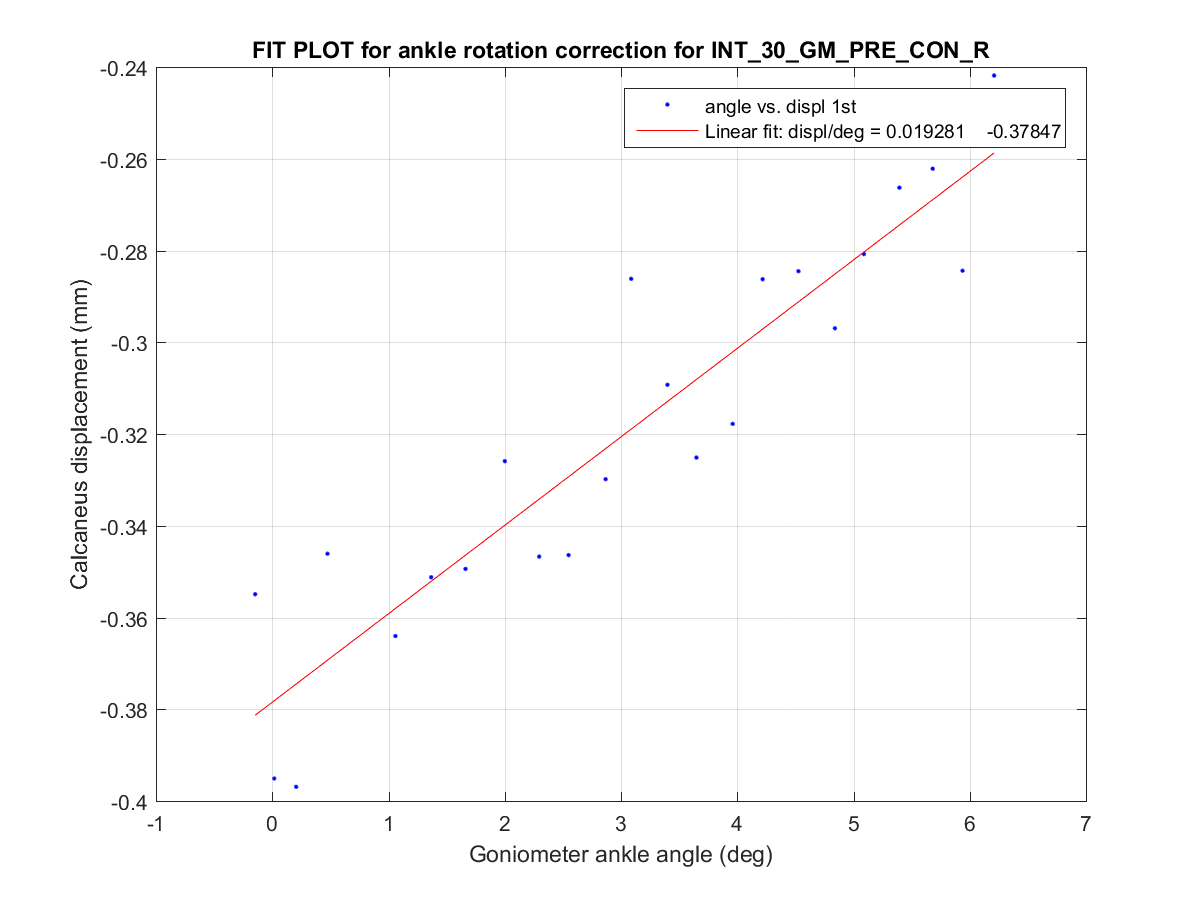 FIT PLOT for ankle rotation correction for INT_30_GM_PRE_CON_R
-0.24
angle vs. displ 1st
Linear fit: displ/deg = 0.019281 -0.37847
-0.26
-0.28
-0.3
-0.32
-0.34
-0.36
-0.38
-0.4
Calcaneus displacement (mm)
-1 0 1 2 3 4 5 6 7
Goniometer ankle angle (deg)